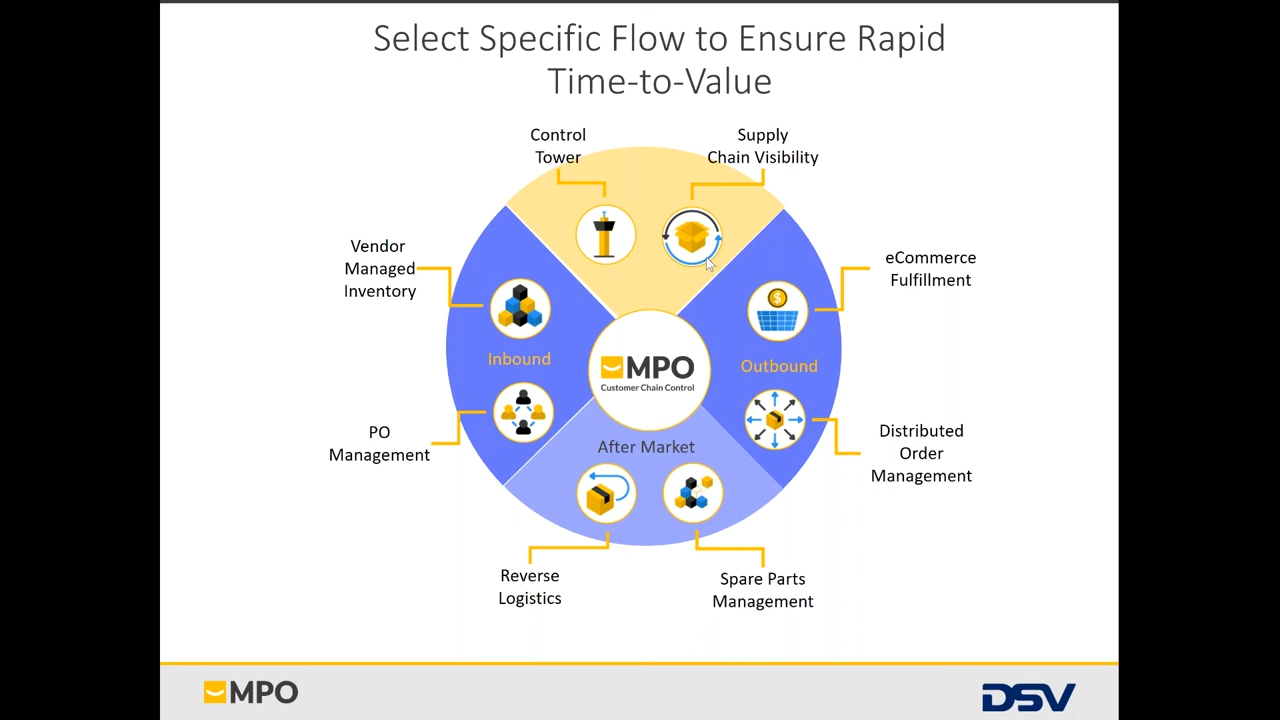 Select Specific Flow to Ensure Rapid
Time-to-Value
Control
Tower
Supply
Chain Visibility
Vendor
Managed
Inventory
eCommerce
Fulfillment
$
Inbound
Outbound
MPO
Customer Chain Control
PO
Management
After Market
Distributed
Order
Management
Reverse
Logistics
Spare Parts
Management
MPO
DSV